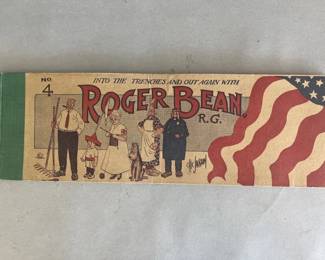 NO.
4
INTO THE TRENCHES AND OUT AGAIN WITH
ROGER BEAN,
R.G.